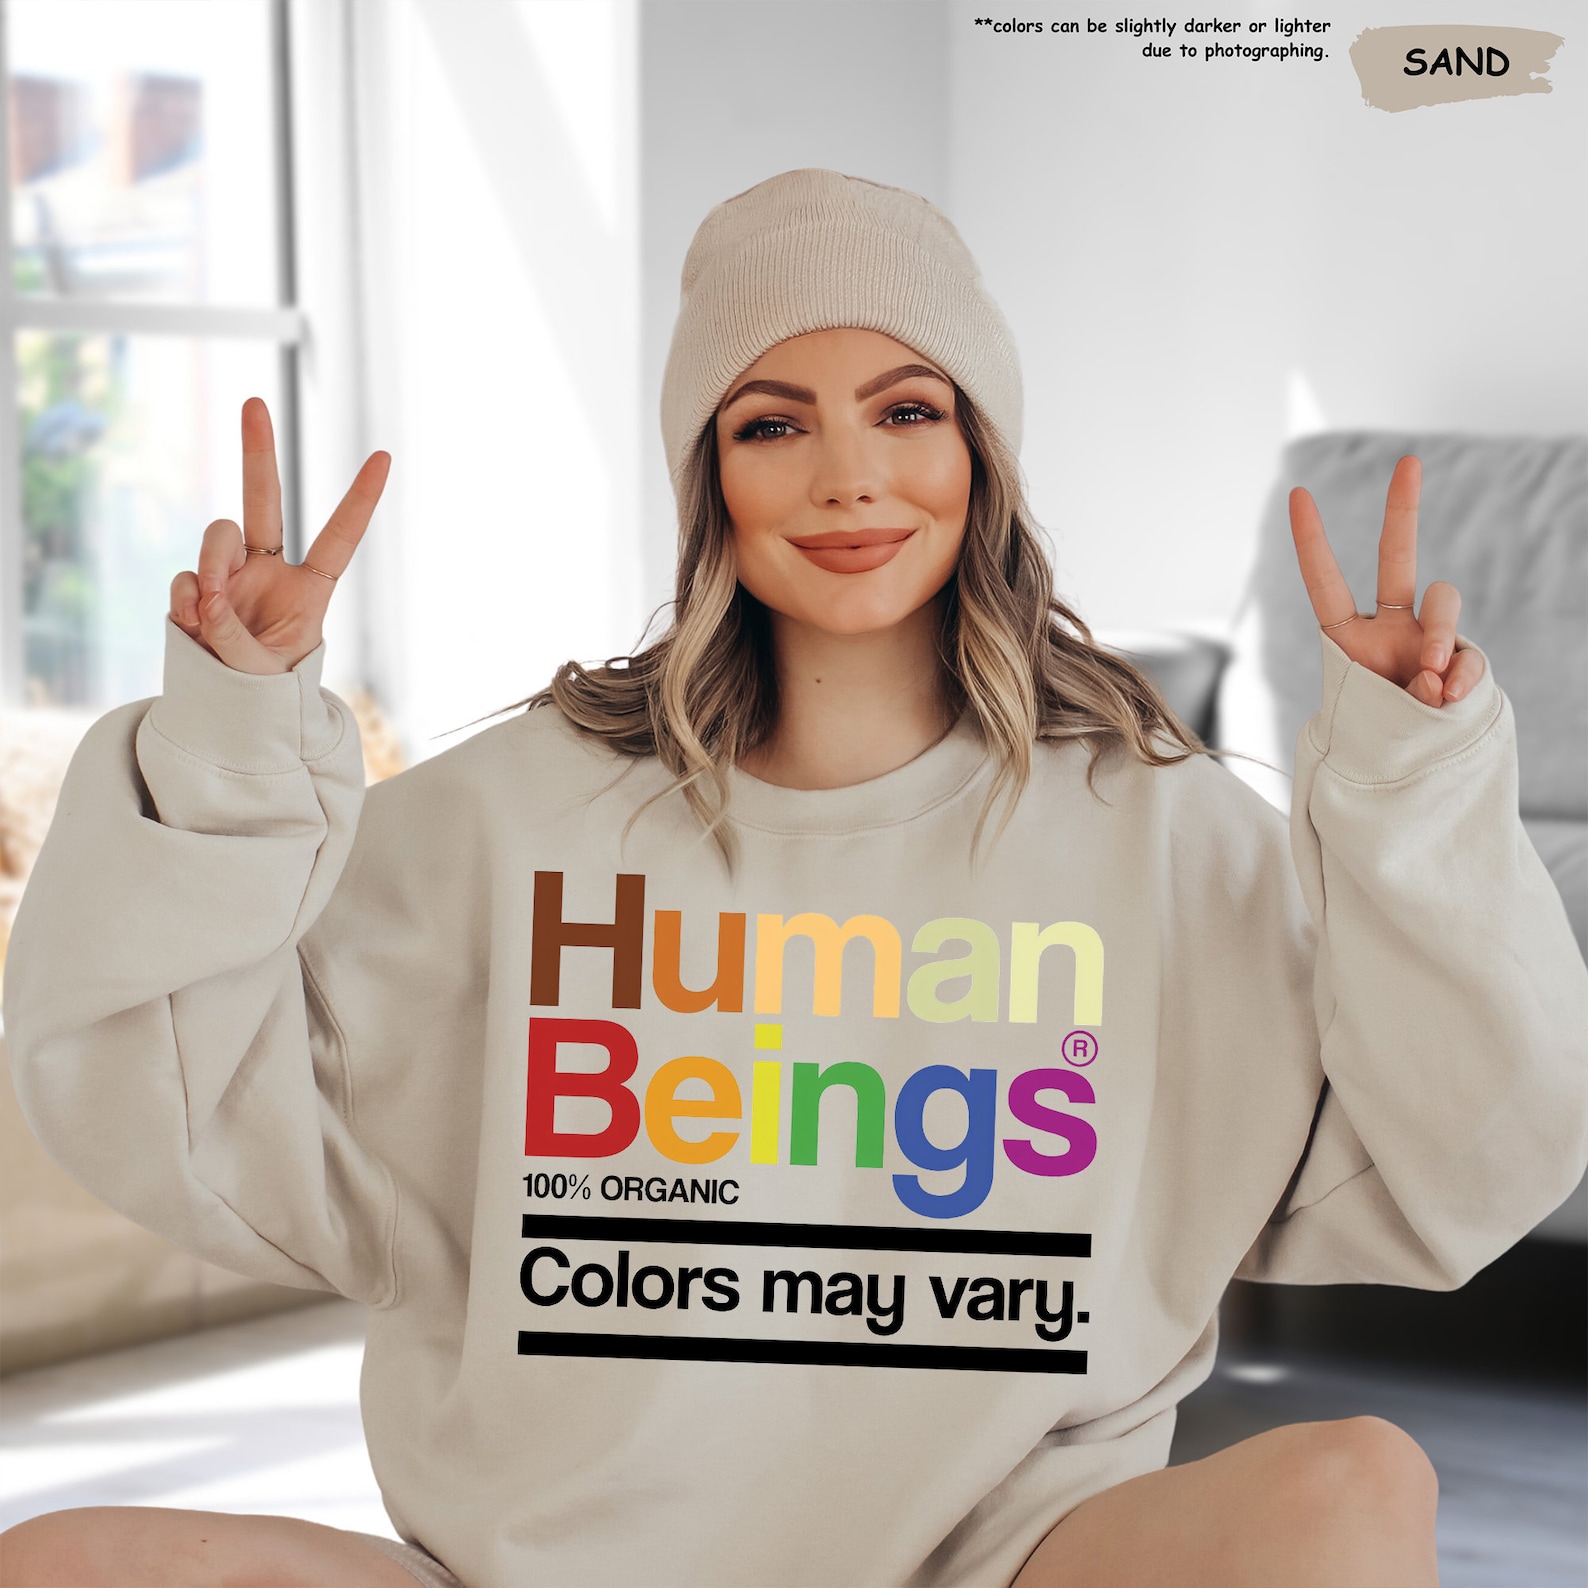 **colors can be slightly darker or lighter
due to photographing.
SAND
Human
Beings®
100% ORGANIC
Colors may vary.